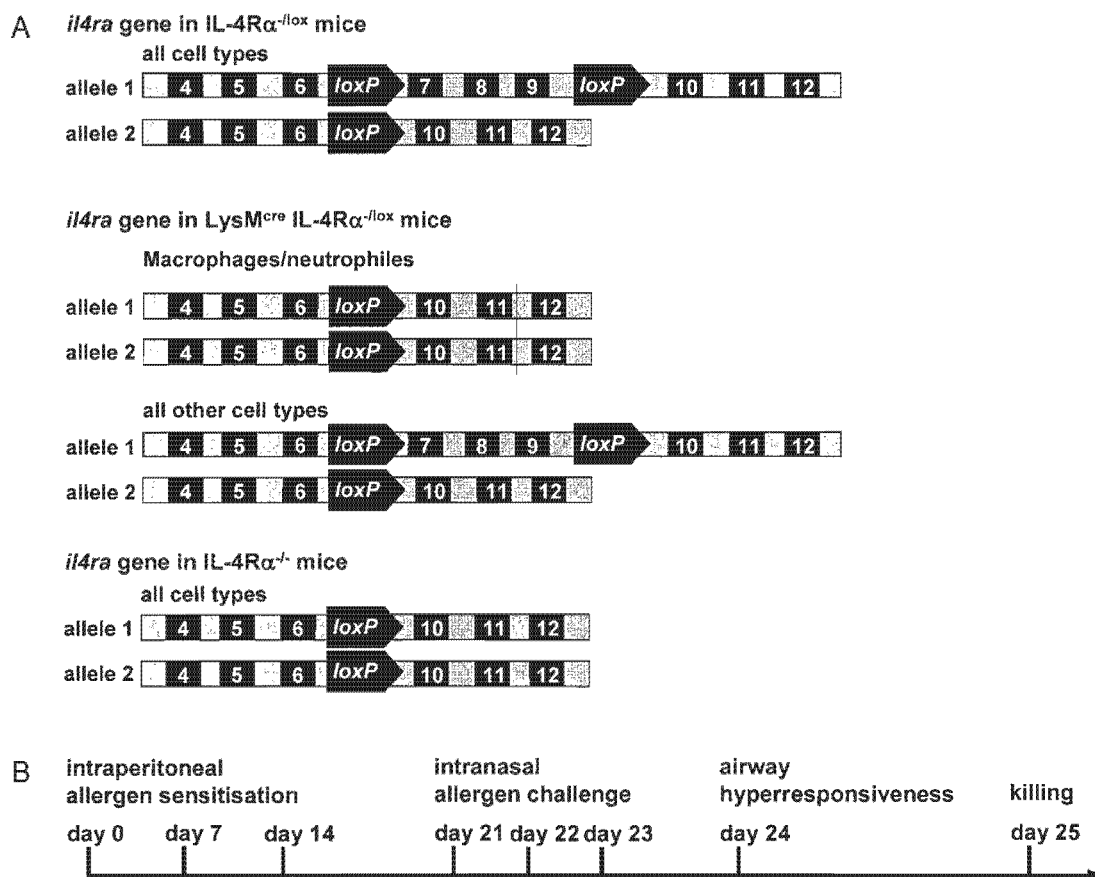 A
il4ra gene in IL-4Rα-/lox mice
all cell types
allele 1 4 5 6 loxP 7 8 9 loxP 10 11 12
allele 2 4 5 6 loxP 10 11 12
il4ra gene in LysMcre IL-4Rα-/lox mice
Macrophages/neutrophiles
allele 1 4 5 6 loxP 10 11 12
allele 2 4 5 6 loxP 10 11 12
all other cell types
allele 1 4 5 6 loxP 7 8 9 loxP 10 11 12
allele 2 4 5 6 loxP 10 11 12
il4ra gene in IL-4Rα-/- mice
all cell types
allele 1 4 5 6 loxP 10 11 12
allele 2 4 5 6 loxP 10 11 12
B
intraperitoneal intranasal airway
allergen sensitisation allergen challenge hyperresponsiveness killing
day 0 day 7 day 14 day 21 day 22 day 23 day 24 day 25